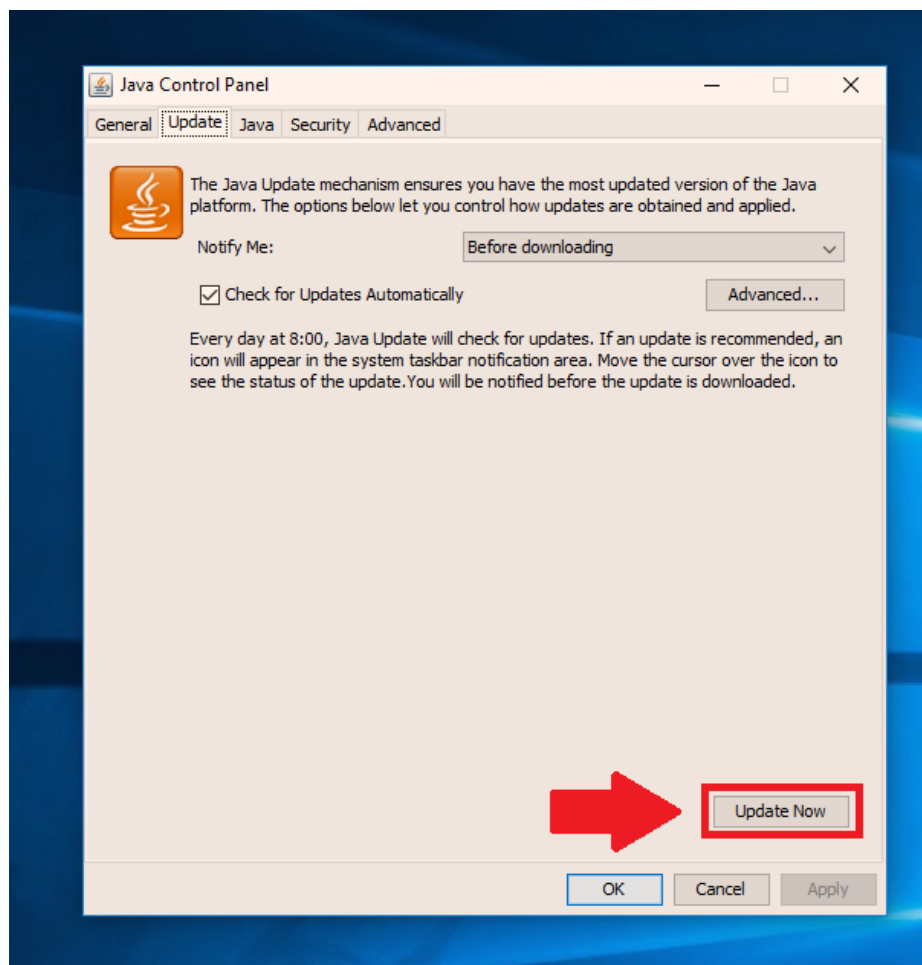 Java Control Panel
General Update Java Security Advanced
The Java Update mechanism ensures you have the most updated version of the Java
platform. The options below let you control how updates are obtained and applied.
Notify Me: Before downloading
Check for Updates Automatically Advanced...
Every day at 8:00, Java Update will check for updates. If an update is recommended, an
icon will appear in the system taskbar notification area. Move the cursor over the icon to
see the status of the update.You will be notified before the update is downloaded.
Update Now
OK Cancel Apply